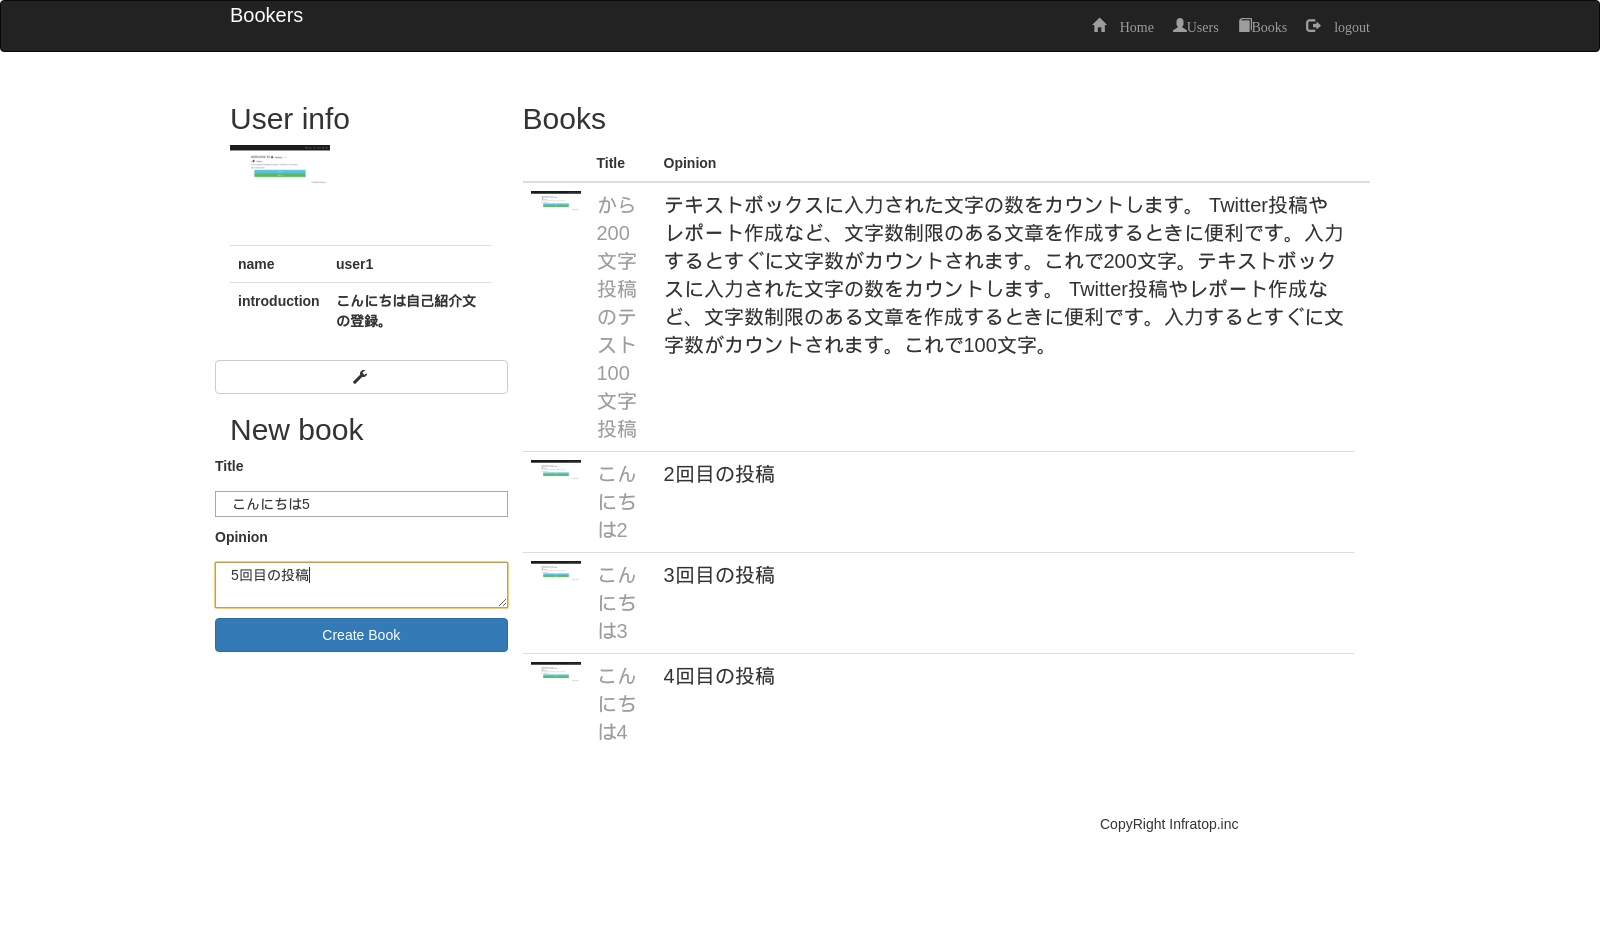 Bookers
Home Users Books logout
User info
name user1
introduction こんにちは自己紹介文
の登録。
New book
Title
こんにちは5
Opinion
5回目の投稿
Create Book
Books
Title Opinion
から
200
文字
投稿
のテ
スト
100
文字
投稿
テキストボックスに入力された文字の数をカウントします。 Twitter投稿や
レポート作成など、文字数制限のある文章を作成するときに便利です。入力
するとすぐに文字数がカウントされます。これで200文字。テキストボック
スに入力された文字の数をカウントします。 Twitter投稿やレポート作成な
ど、文字数制限のある文章を作成するときに便利です。入力するとすぐに文
字数がカウントされます。これで100文字。
こん
にち
は2
2回目の投稿
こん
にち
は3
3回目の投稿
こん
にち
は4
4回目の投稿
CopyRight Infratop.inc